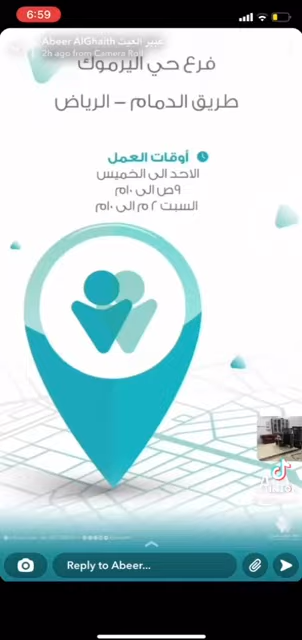 6:59
Abeer AlGhaith عبير الغيث
2h ago from Camera Roll
فرع حي اليرموك
طريق الدمام – الرياض
أوقات العمل
الاحد الى الخميس
٩ص الى ١٠م
السبت ٢ م الى ١٠م
Reply to Abeer...